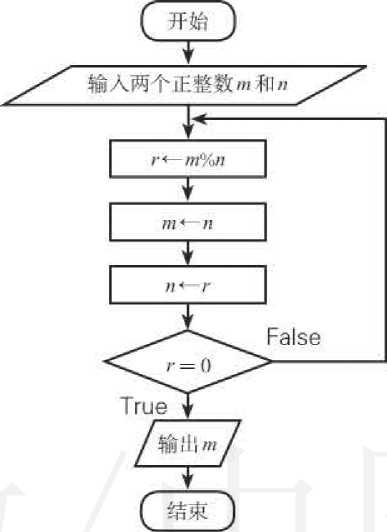 开始
输入两个正整数m和n
r←m%n
m←n
n←r
r=0
False
True
输出m
结束